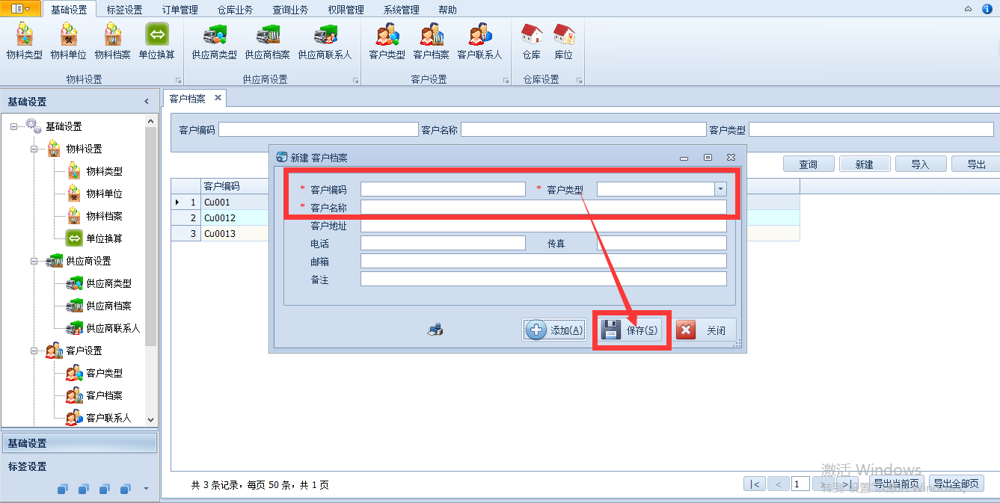 基础设置 标签设置 订单管理 仓库业务 查询业务 权限管理 系统管理 帮助
物料类型 物料单位 物料档案 单位换算 供应商类型 供应商档案 供应商联系人 客户类型 客户档案 客户联系人 仓库 库位
物料设置 供应商设置 客户设置 仓库设置
基础设置
客户档案
基础设置
物料设置
物料类型
物料单位
物料档案
单位换算
供应商设置
供应商类型
供应商档案
供应商联系人
客户设置
客户类型
客户档案
客户联系人
基础设置
标签设置
客户编码 客户名称 客户类型
查询 新建 导入 导出
客户编码
1 Cu001
2 Cu0012
3 Cu0013
新建 客户档案
* 客户编码 * 客户类型
* 客户名称
客户地址
电话 传真
邮箱
备注
添加(A) 保存(S) 关闭
共 3 条记录，每页 50 条，共 1 页
|< < 1 > >| 导出当前页 导出全部页
激活 Windows
转到"设置"以激活 Windows。